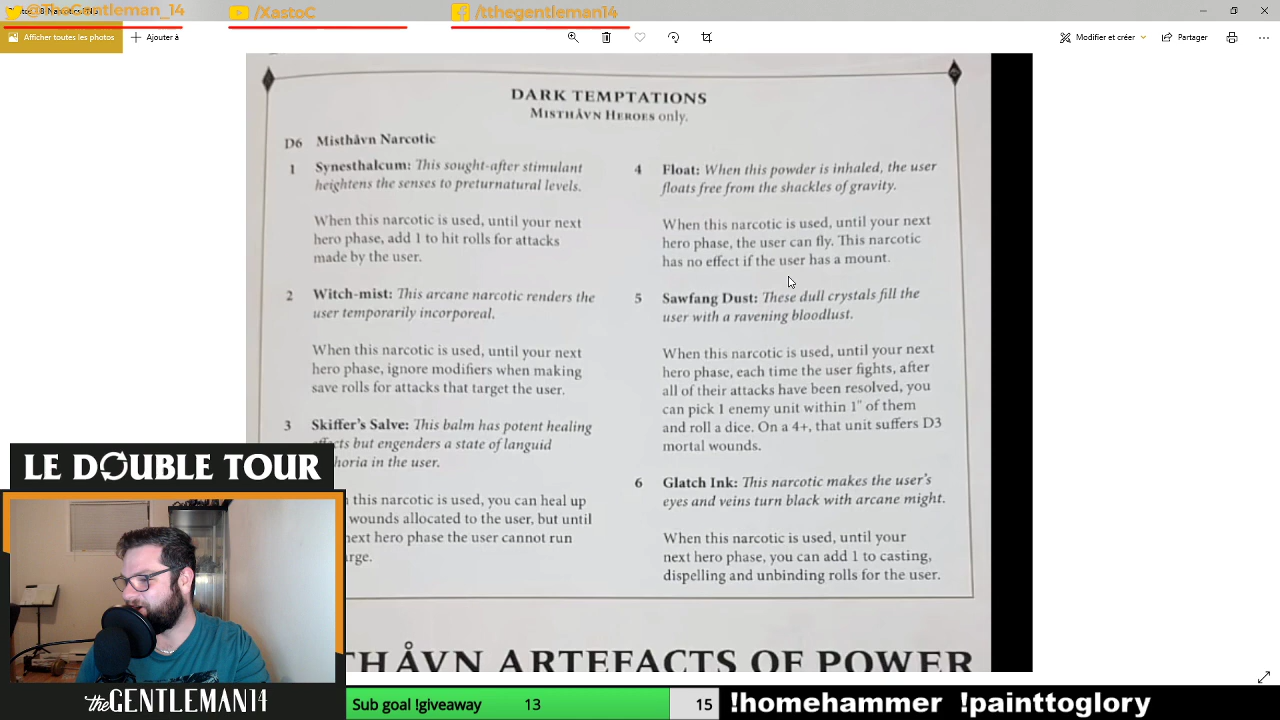 @TheGentleman_14
/XastoC
/tthegentleman14
Afficher toutes les photos
Ajouter à
Modifier et créer
Partager
DARK TEMPTATIONS
MISTHÅVN HEROES only.
D6 Misthåvn Narcotic
1 Synesthalcum: This sought-after stimulant
heightens the senses to preturnatural levels.
When this narcotic is used, until your next
hero phase, add 1 to hit rolls for attacks
made by the user.
2 Witch-mist: This arcane narcotic renders the
user temporarily incorporeal.
When this narcotic is used, until your next
hero phase, ignore modifiers when making
save rolls for attacks that target the user.
3 Skiffer's Salve: This balm has potent healing
effects but engenders a state of languid
horia in the user.
this narcotic is used, you can heal up
wounds allocated to the user, but until
next hero phase the user cannot run
rge.
4 Float: When this powder is inhaled, the user
floats free from the shackles of gravity.
When this narcotic is used, until your next
hero phase, the user can fly. This narcotic
has no effect if the user has a mount.
5 Sawfang Dust: These dull crystals fill the
user with a ravening bloodlust.
When this narcotic is used, until your next
hero phase, each time the user fights, after
all of their attacks have been resolved, you
can pick 1 enemy unit within 1" of them
and roll a dice. On a 4+, that unit suffers D3
mortal wounds.
6 Glatch Ink: This narcotic makes the user's
eyes and veins turn black with arcane might.
When this narcotic is used, until your
next hero phase, you can add 1 to casting,
dispelling and unbinding rolls for the user.
THÅVN ARTEFACTS OF POWER
LE DOUBLE TOUR
theGENTLEMAN14
Sub goal !giveaway 13 15
!homehammer !painttoglory